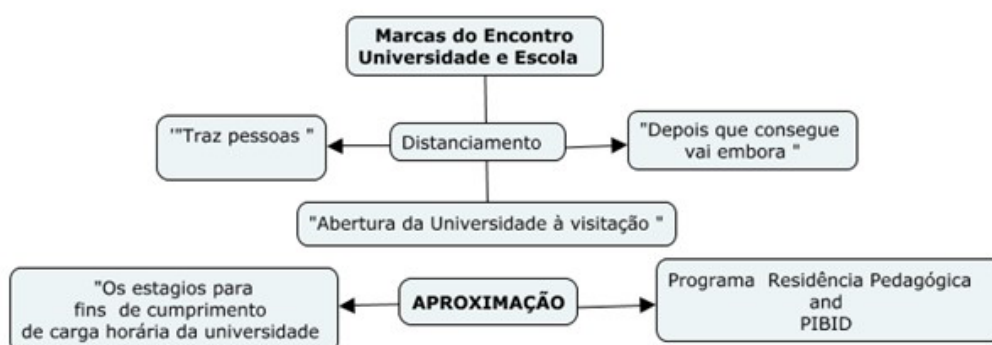 Marcas do Encontro
Universidade e Escola
'"Traz pessoas "
Distanciamento
"Depois que consegue
vai embora "
"Abertura da Universidade à visitação "
"Os estagios para
fins de cumprimento
de carga horária da universidade
APROXIMAÇÃO
Programa Residência Pedagógica
and
PIBID